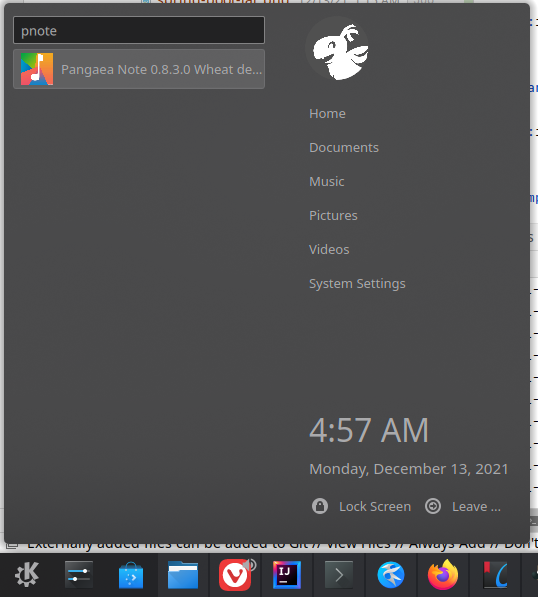 pnote
Pangaea Note 0.8.3.0 Wheat de...
Home
Documents
Music
Pictures
Videos
System Settings
4:57 AM
Monday, December 13, 2021
Lock Screen
Leave ...
Externally added files can be added to Git // View Files // Always Add // Don't
IJ